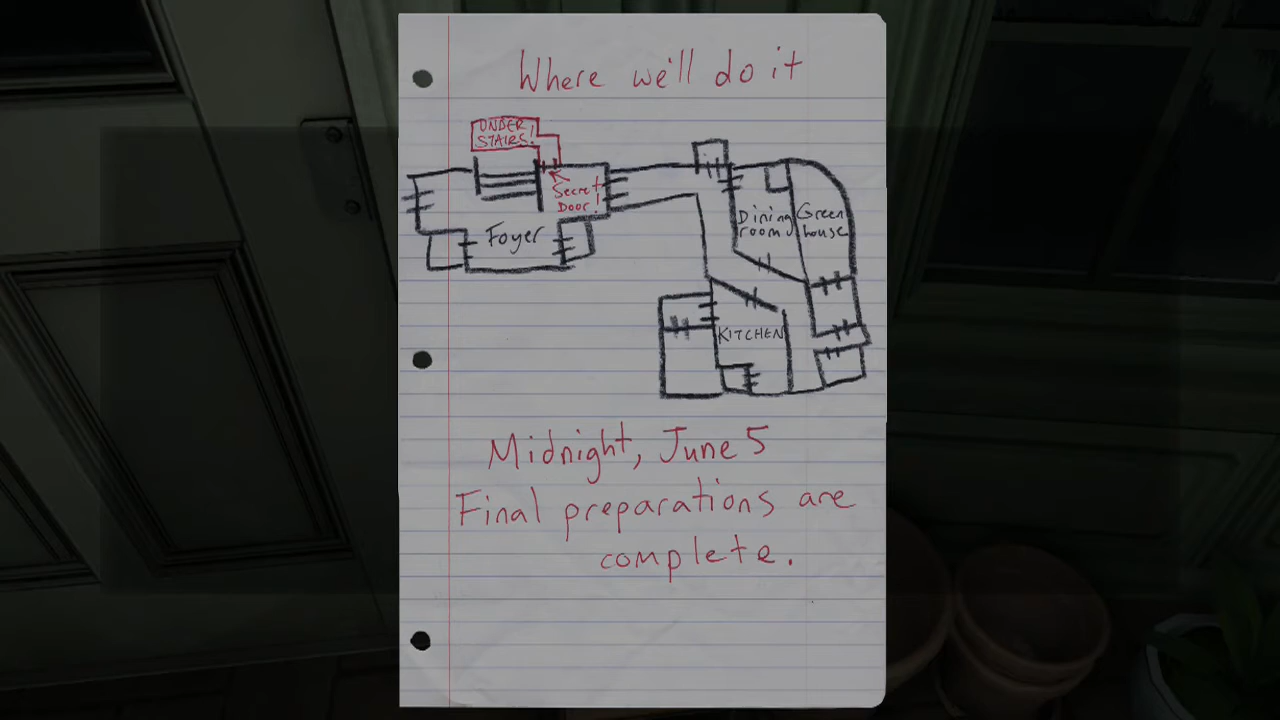 Where we'll do it
UNDER
STAIRS!
Secret
Door!
Foyer
Dining
room
Green
house
KITCHEN
Midnight, June 5
Final preparations are
complete.